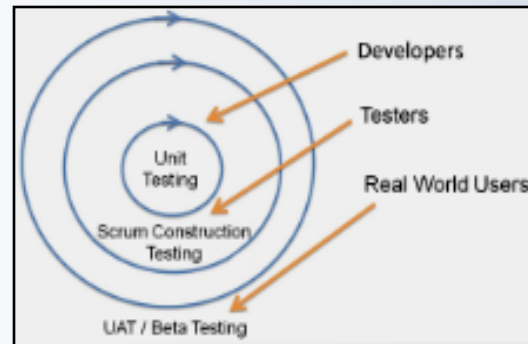 Developers
Testers
Unit
Testing
Real World Users
Scrum Construction
Testing
UAT / Beta Testing